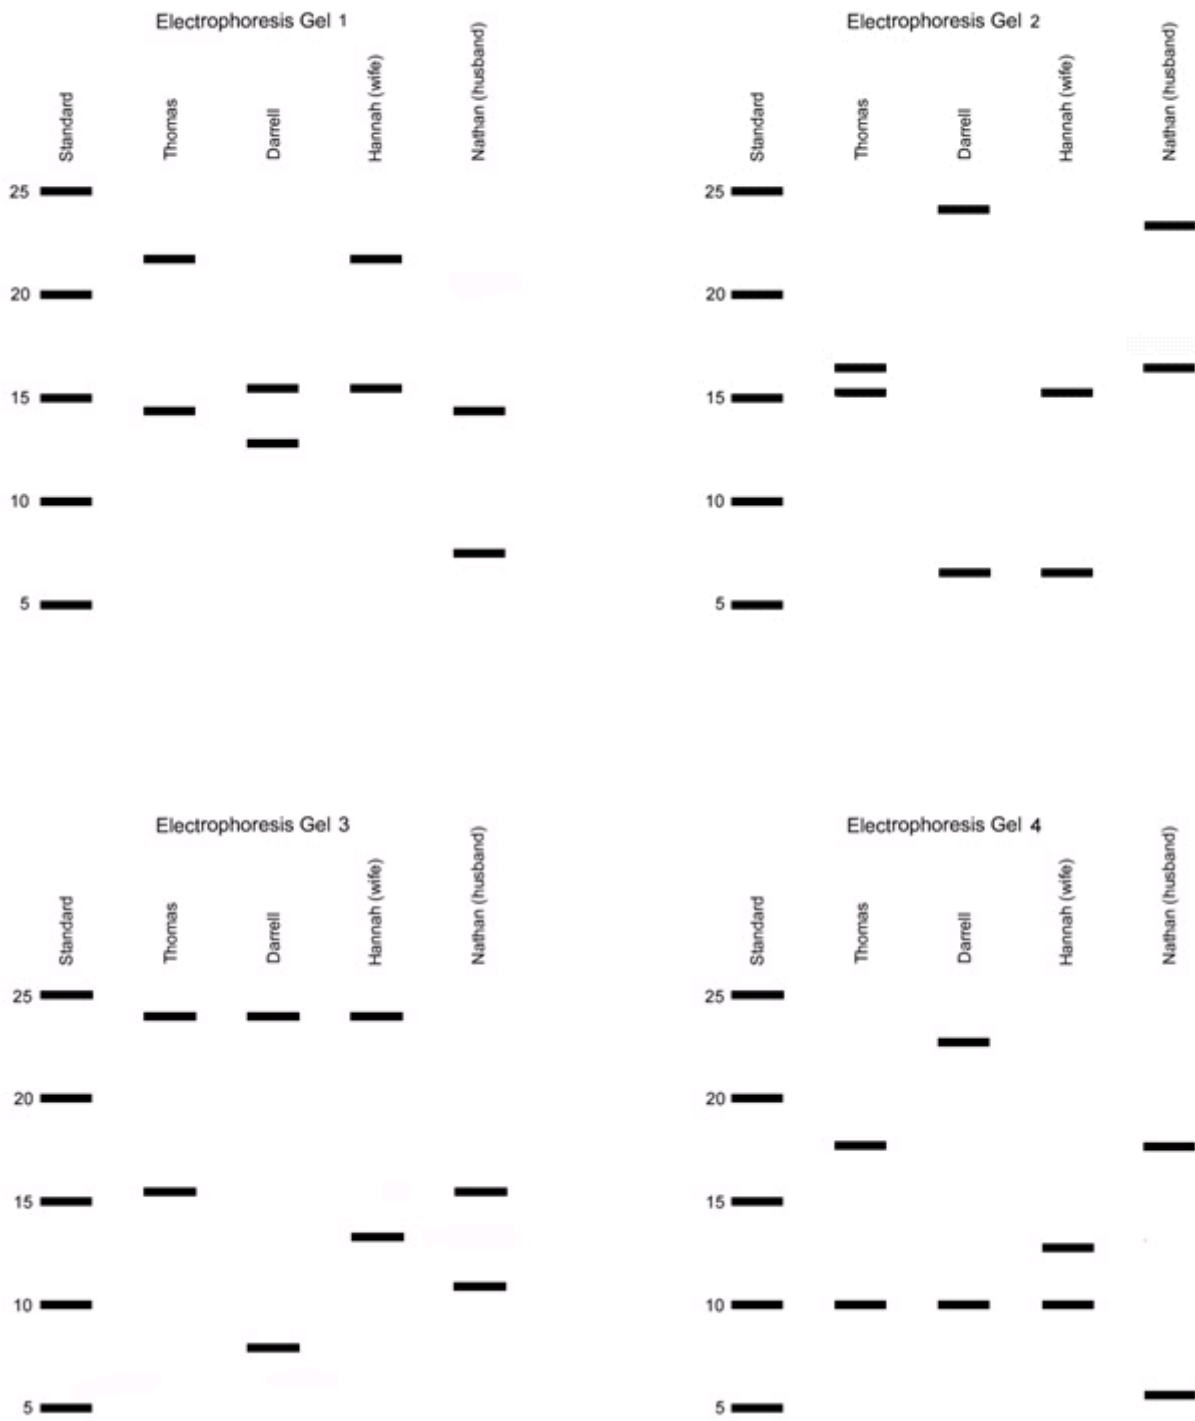 Electrophoresis Gel 1
Standard
Thomas
Darrell
Hannah (wife)
Nathan (husband)
25
20
15
10
5
Electrophoresis Gel 2
Standard
Thomas
Darrell
Hannah (wife)
Nathan (husband)
25
20
15
10
5
Electrophoresis Gel 3
Standard
Thomas
Darrell
Hannah (wife)
Nathan (husband)
25
20
15
10
5
Electrophoresis Gel 4
Standard
Thomas
Darrell
Hannah (wife)
Nathan (husband)
25
20
15
10
5